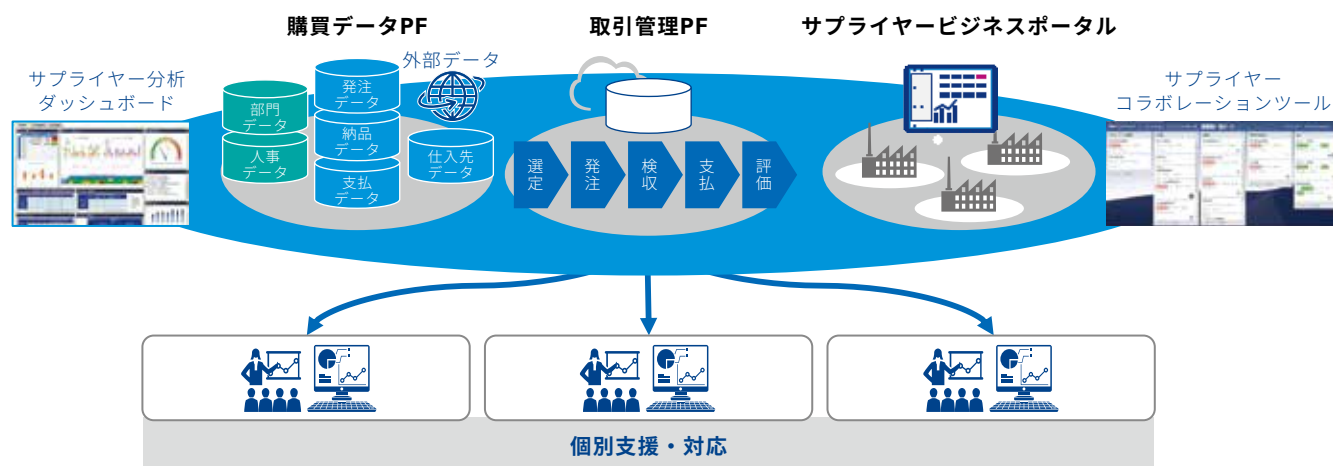 購買データPF
取引管理PF
サプライヤービジネスポータル
サプライヤー分析
ダッシュボード
部門
データ
人事
データ
発注
データ
納品
データ
支払
データ
外部データ
仕入先
データ
選定
発注
検収
支払
評価
サプライヤー
コラボレーションツール
個別支援・対応